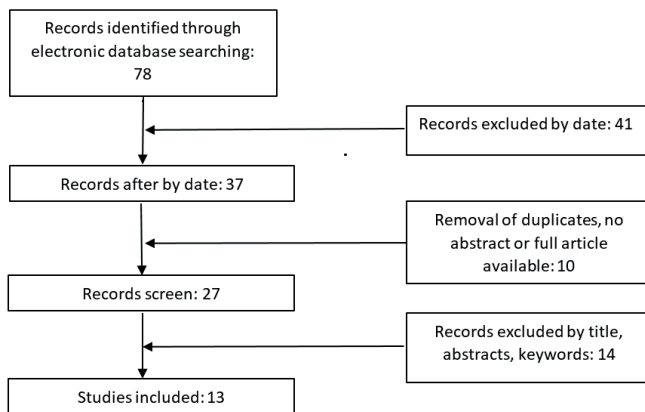 Records identified through
electronic database searching:
78
Records excluded by date: 41
Records after by date: 37
Removal of duplicates, no
abstract or full article
available: 10
Records screen: 27
Records excluded by title,
abstracts, keywords: 14
Studies included: 13